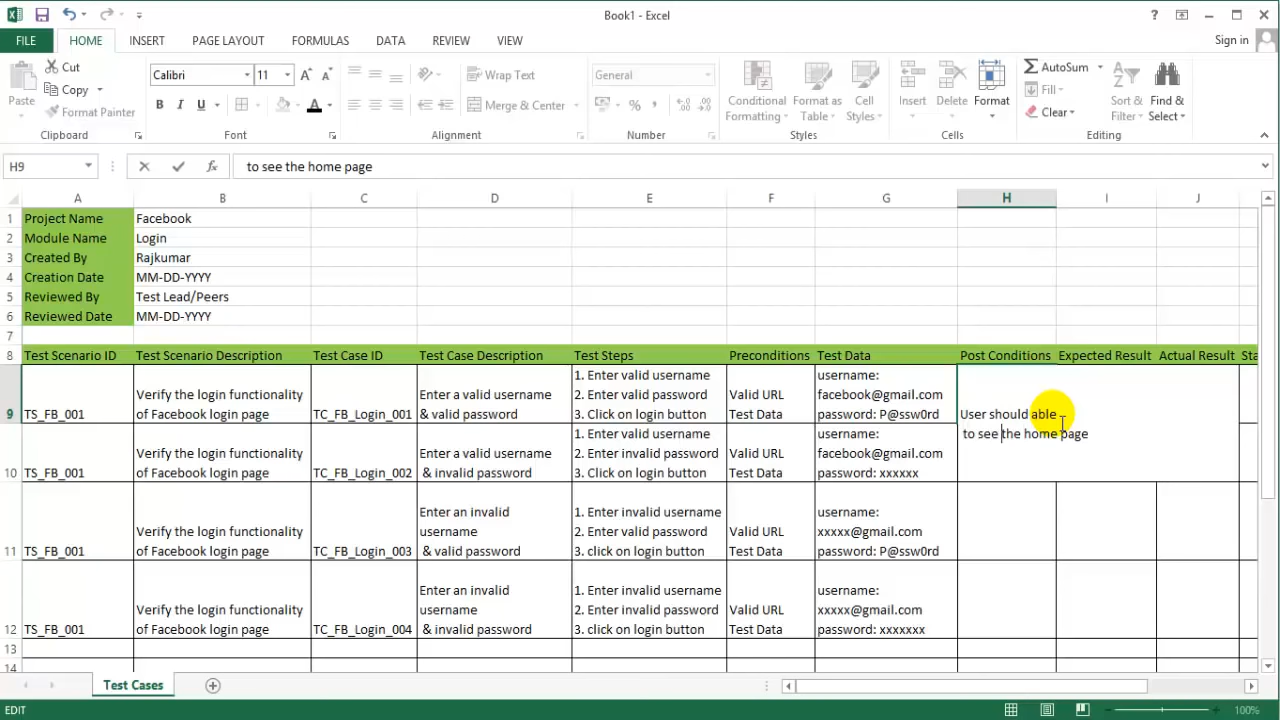 Book1 - Excel
?
FILE HOME INSERT PAGE LAYOUT FORMULAS DATA REVIEW VIEW Sign in
Paste
Cut
Copy
Format Painter
Calibri 11
B I U
Wrap Text
Merge & Center
General
%
Conditional Formatting
Format as Table
Cell Styles
Insert Delete Format
AutoSum
Fill
Clear
Sort & Filter
Find & Select
Clipboard Font Alignment Number Styles Cells Editing
H9 fx to see the home page
A B C D E F G H I J
1 Project Name Facebook
2 Module Name Login
3 Created By Rajkumar
4 Creation Date MM-DD-YYYY
5 Reviewed By Test Lead/Peers
6 Reviewed Date MM-DD-YYYY
7
8 Test Scenario ID Test Scenario Description Test Case ID Test Case Description Test Steps Preconditions Test Data Post Conditions Expected Result Actual Result Sta
1. Enter valid username username:
Verify the login functionality Enter a valid username 2. Enter valid password Valid URL facebook@gmail.com
9 TS_FB_001 of Facebook login page TC_FB_Login_001 & valid password 3. Click on login button Test Data password: P@ssw0rd User should able
1. Enter valid username username: to see the home page
Verify the login functionality Enter a valid username 2. Enter invalid password Valid URL facebook@gmail.com
10 TS_FB_001 of Facebook login page TC_FB_Login_002 & invalid password 3. Click on login button Test Data password: xxxxxx
Enter an invalid 1. Enter invalid username username:
Verify the login functionality username 2. Enter valid password Valid URL xxxxx@gmail.com
11 TS_FB_001 of Facebook login page TC_FB_Login_003 & valid password 3. click on login button Test Data password: P@ssw0rd
Enter an invalid 1. Enter invalid username username:
Verify the login functionality username 2. Enter invalid password Valid URL xxxxx@gmail.com
12 TS_FB_001 of Facebook login page TC_FB_Login_004 & invalid password 3. click on login button Test Data password: xxxxxxx
13
14
Test Cases
EDIT 100%